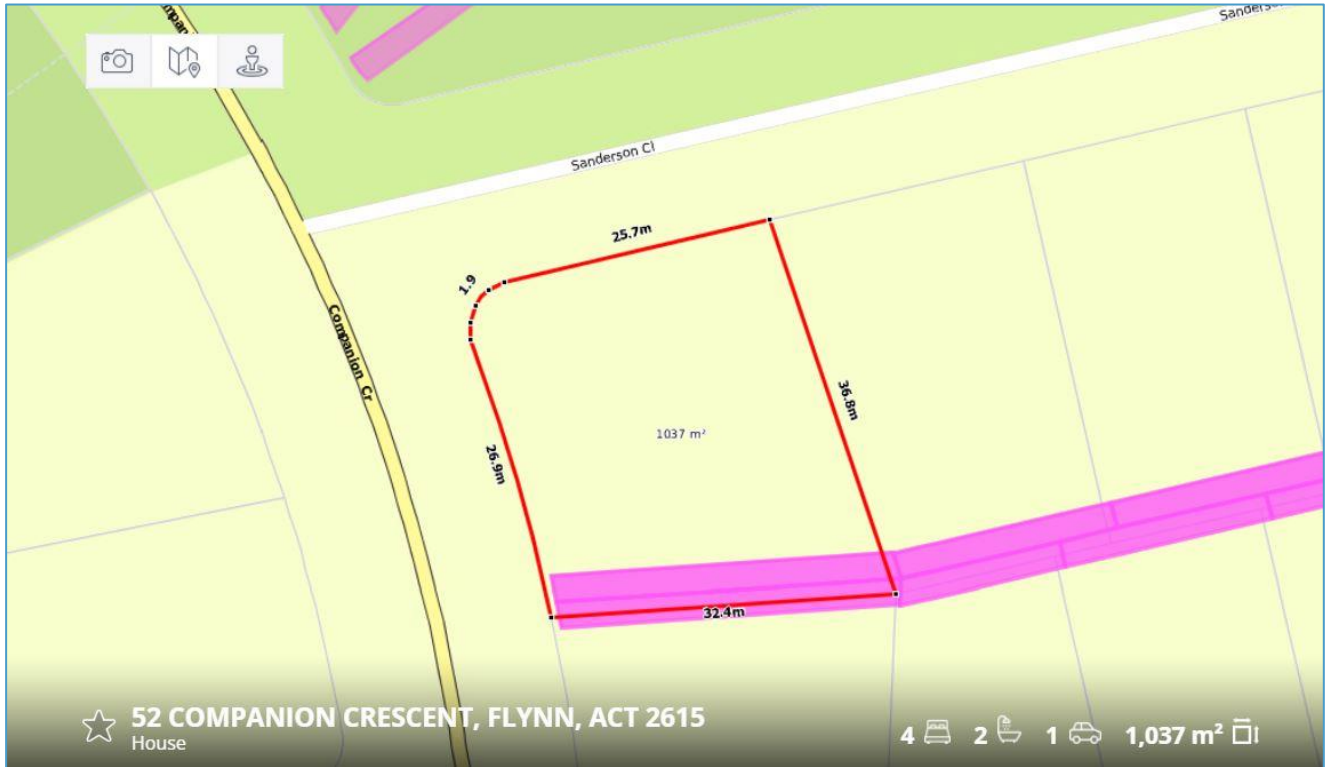 Sanderson Cl
25.7m
1.9
Companion Cr
36.8m
1037 m²
26.9m
32.4m
52 COMPANION CRESCENT, FLYNN, ACT 2615
House
4 2 1 1,037 m²